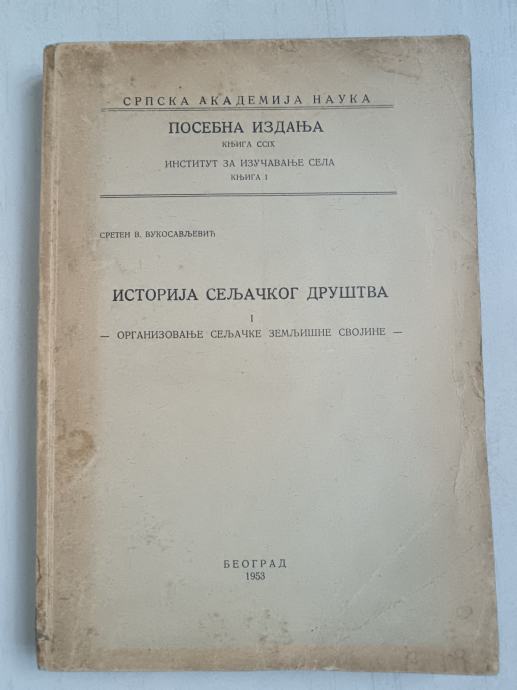 СРПСКА АКАДЕМИЈА НАУКА
ПОСЕБНА ИЗДАЊА
КЊИГА CCIX
ИНСТИТУТ ЗА ИЗУЧАВАЊЕ СЕЛА
КЊИГА 1
СРЕТЕН В. ВУКОСАВЉЕВИЋ
ИСТОРИЈА СЕЉАЧКОГ ДРУШТВА
I
— ОРГАНИЗОВАЊЕ СЕЉАЧКЕ ЗЕМЉИШНЕ СВОЈИНЕ —
БЕОГРАД
1953